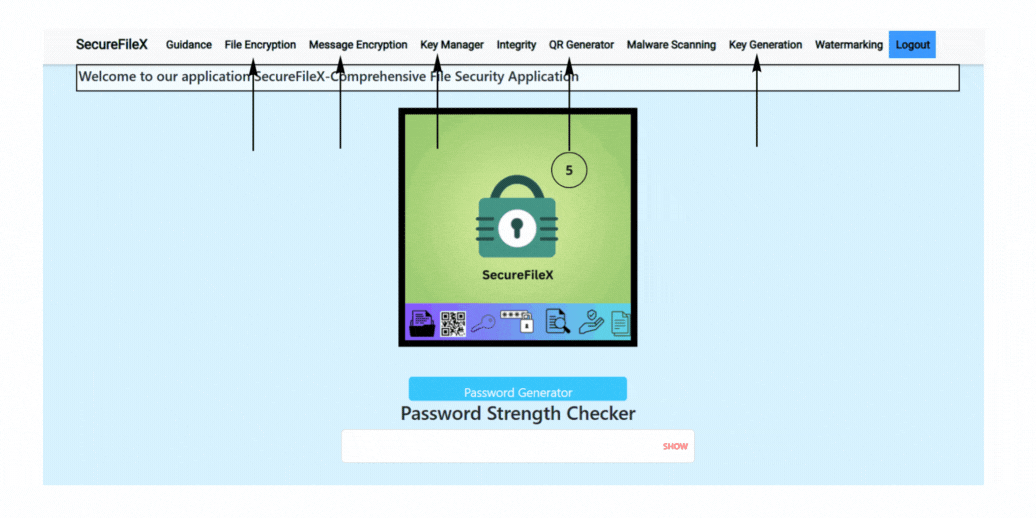 SecureFileX Guidance File Encryption Message Encryption Key Manager Integrity QR Generator Malware Scanning Key Generation Watermarking Logout
Welcome to our application SecureFileX-Comprehensive File Security Application
5
SecureFileX
Password Generator
Password Strength Checker
SHOW